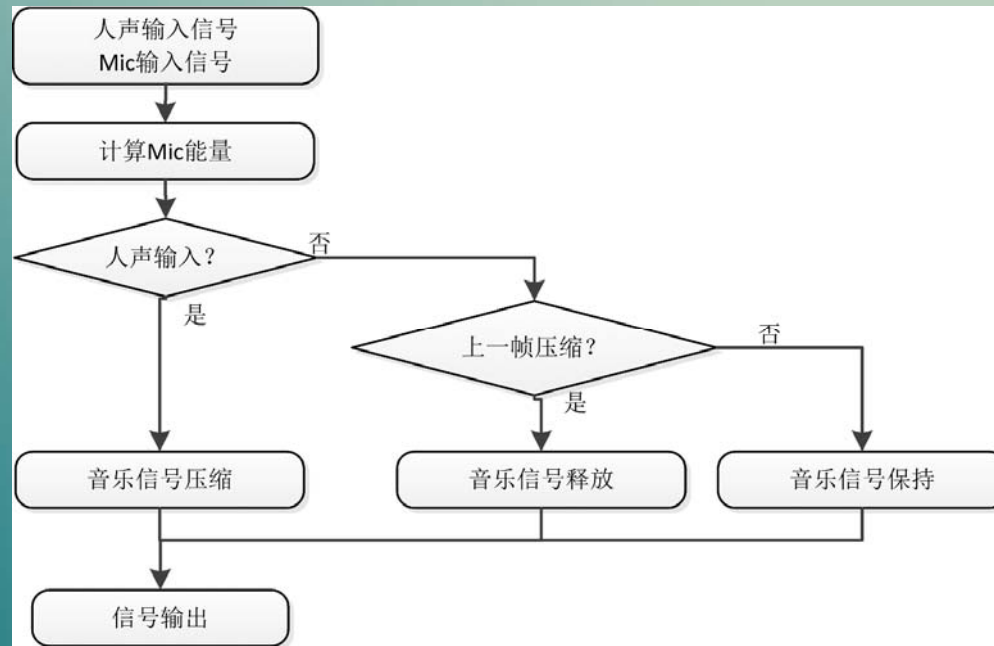 人声输入信号
Mic输入信号
计算Mic能量
人声输入？
否
是
上一帧压缩？
否
是
音乐信号压缩
音乐信号释放
音乐信号保持
信号输出